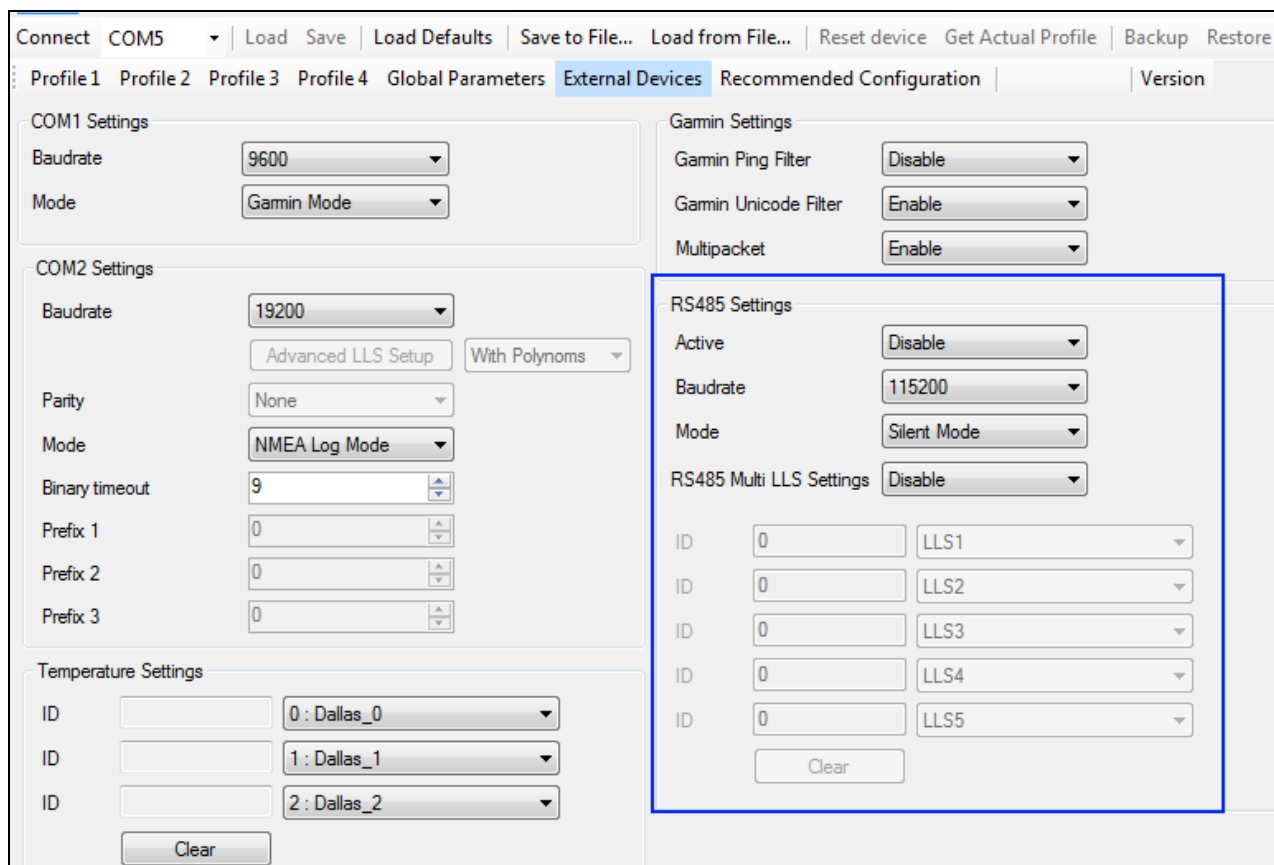 Connect COM5 Load Save Load Defaults Save to File... Load from File... Reset device Get Actual Profile Backup Restore
Profile 1 Profile 2 Profile 3 Profile 4 Global Parameters External Devices Recommended Configuration Version
COM1 Settings
Baudrate 9600
Mode Garmin Mode
COM2 Settings
Baudrate 19200
Advanced LLS Setup With Polynoms
Parity None
Mode NMEA Log Mode
Binary timeout 9
Prefix 1 0
Prefix 2 0
Prefix 3 0
Temperature Settings
ID 0 : Dallas_0
ID 1 : Dallas_1
ID 2 : Dallas_2
Clear
Garmin Settings
Garmin Ping Filter Disable
Garmin Unicode Filter Enable
Multipacket Enable
RS485 Settings
Active Disable
Baudrate 115200
Mode Silent Mode
RS485 Multi LLS Settings Disable
ID 0 LLS1
ID 0 LLS2
ID 0 LLS3
ID 0 LLS4
ID 0 LLS5
Clear